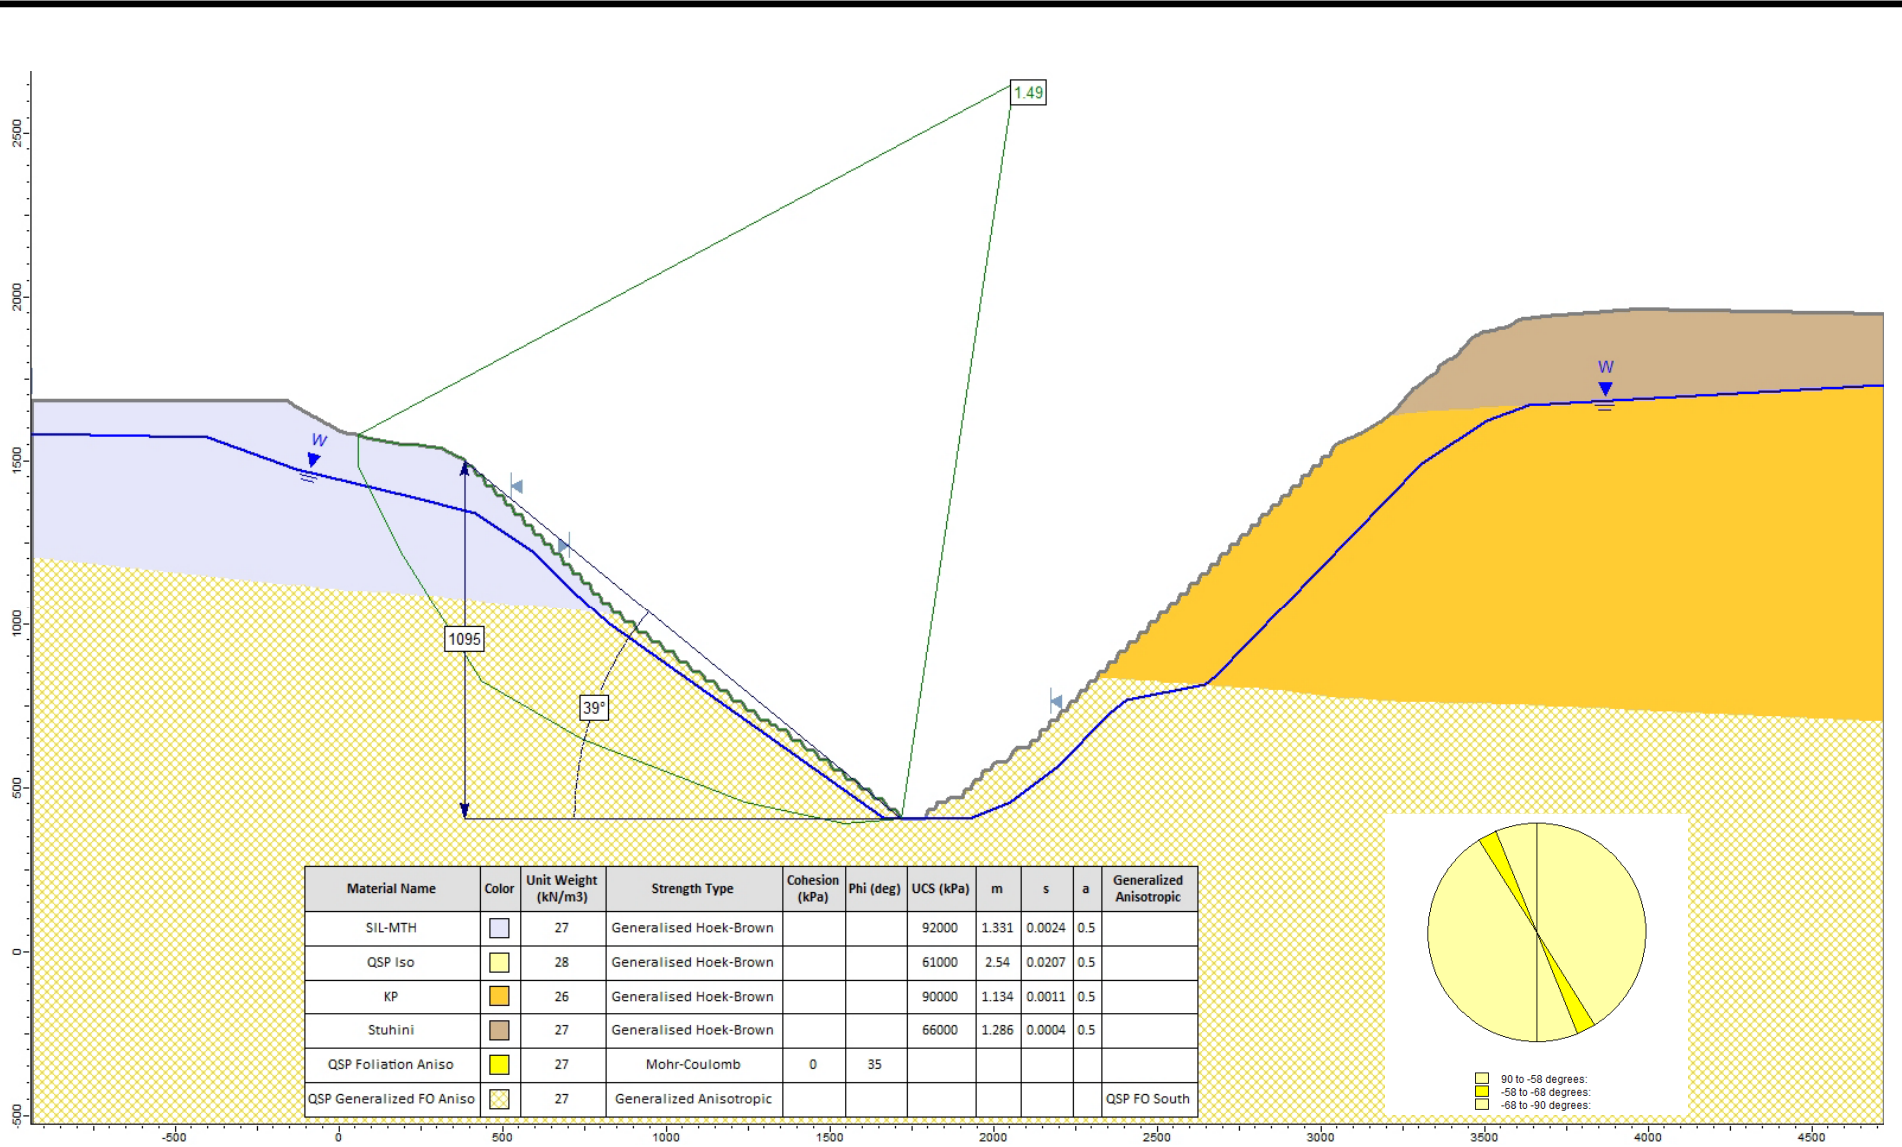 1.49
2500
2000
1500
1000
500
0
-500
W
W
1095
39°
Material Name Color Unit Weight (kN/m3) Strength Type Cohesion (kPa) Phi (deg) UCS (kPa) m s a Generalized Anisotropic
SIL-MTH 27 Generalised Hoek-Brown 92000 1.331 0.0024 0.5
QSP Iso 28 Generalised Hoek-Brown 61000 2.54 0.0207 0.5
KP 26 Generalised Hoek-Brown 90000 1.134 0.0011 0.5
Stuhini 27 Generalised Hoek-Brown 66000 1.286 0.0004 0.5
QSP Foliation Aniso 27 Mohr-Coulomb 0 35
QSP Generalized FO Aniso 27 Generalized Anisotropic QSP FO South
90 to -58 degrees:
-58 to -68 degrees:
-68 to -90 degrees:
-500 0 500 1000 1500 2000 2500 3000 3500 4000 4500